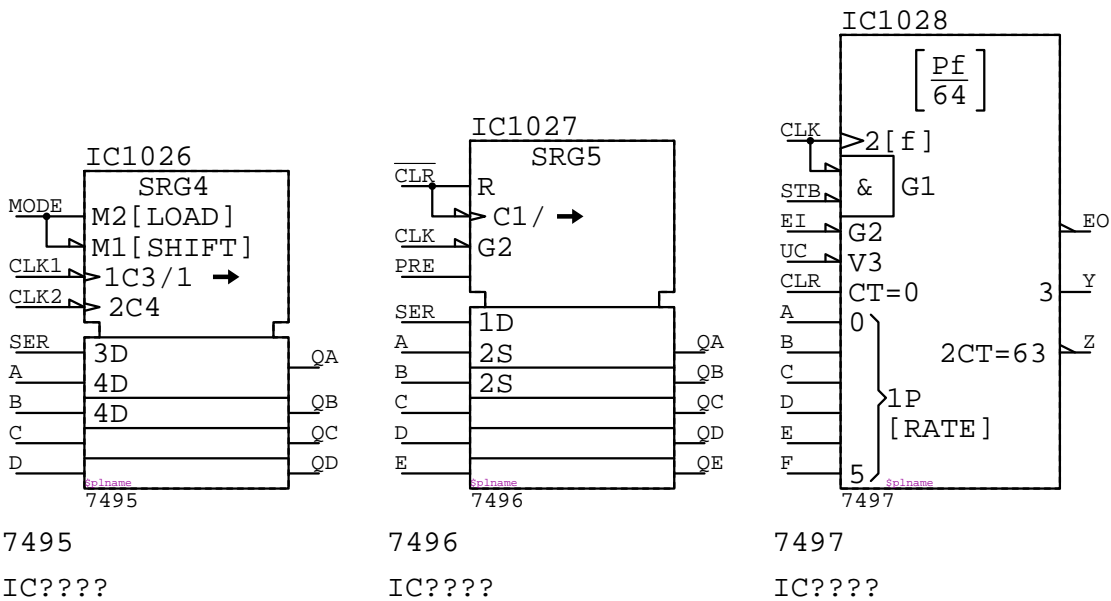 IC1026
SRG4
MODE
M2[LOAD]
M1[SHIFT]
CLK1
1C3/1 →
CLK2
2C4
SER
3D
QA
A
4D
B
4D
QB
C
QC
D
QD
$plname
7495
7495
IC????
IC1027
SRG5
CLR
R
C1/ →
CLK
G2
PRE
SER
1D
A
2S
QA
B
2S
QB
C
QC
D
QD
E
QE
$plname
7496
7496
IC????
IC1028
[Pf/64]
CLK
2[f]
&
G1
STB
EI
G2
EO
UC
V3
CLR
CT=0
3
Y
A
0
B
2CT=63
Z
C
D
1P
E
[RATE]
F
5
$plname
7497
7497
IC????